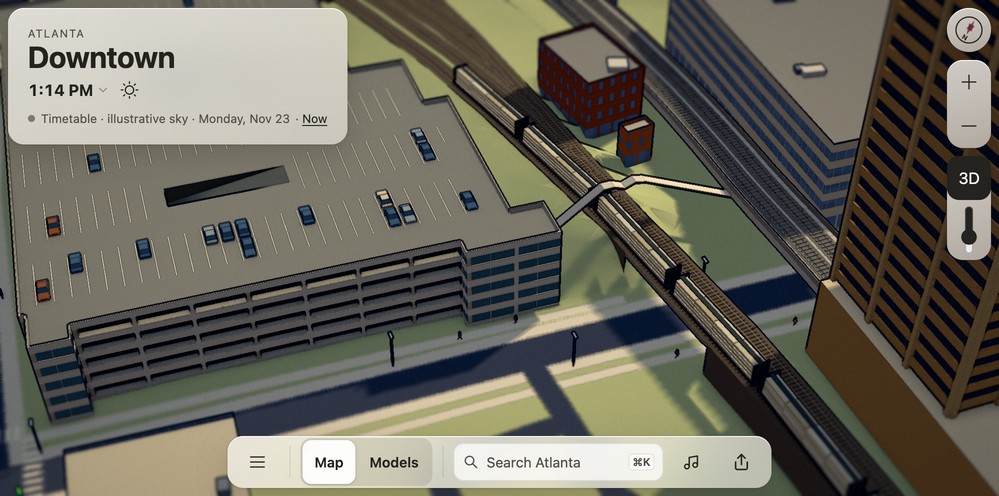 ATLANTA
Downtown
1:14 PM
Timetable · illustrative sky · Monday, Nov 23 · Now
N
3D
Map Models Search Atlanta ⌘K